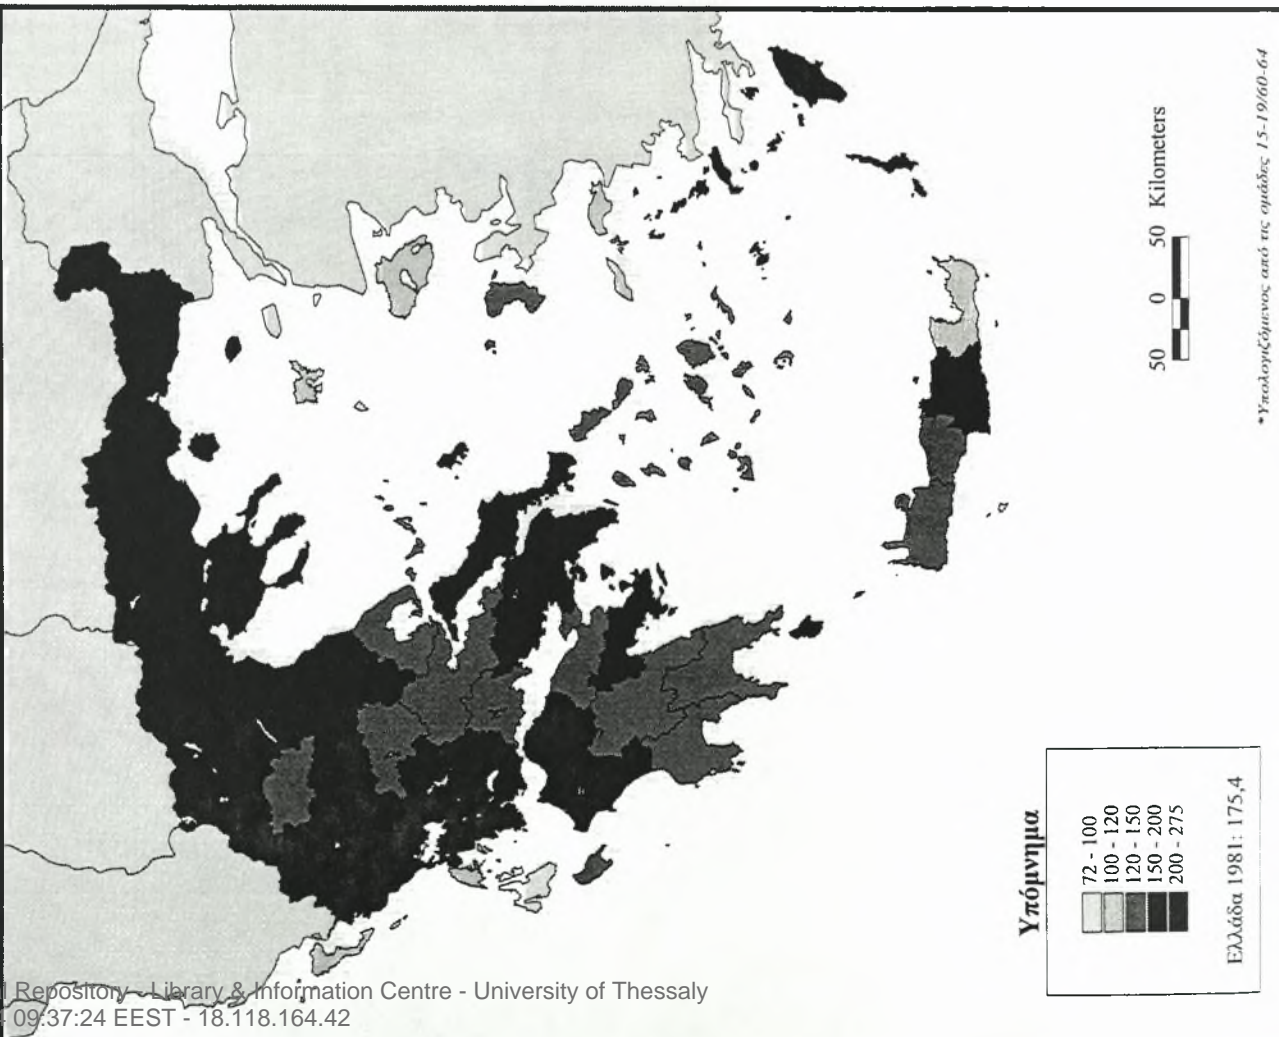 50 0 50 Kilometers
*Υπολογιζόμενος από τις ομάδες 15-19/60-64
Υπόμνημα
72 - 100
100 - 120
120 - 150
150 - 200
200 - 275
Ελλάδα 1981: 175,4
Repository - Library & Information Centre - University of Thessaly
09:37:24 EEST - 18.118.164.42